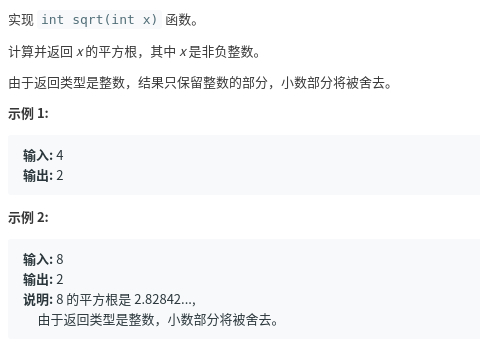 实现 int sqrt(int x) 函数。
计算并返回 x 的平方根，其中 x 是非负整数。
由于返回类型是整数，结果只保留整数的部分，小数部分将被舍去。
示例 1:
输入: 4
输出: 2
示例 2:
输入: 8
输出: 2
说明: 8 的平方根是 2.82842...,
由于返回类型是整数，小数部分将被舍去。